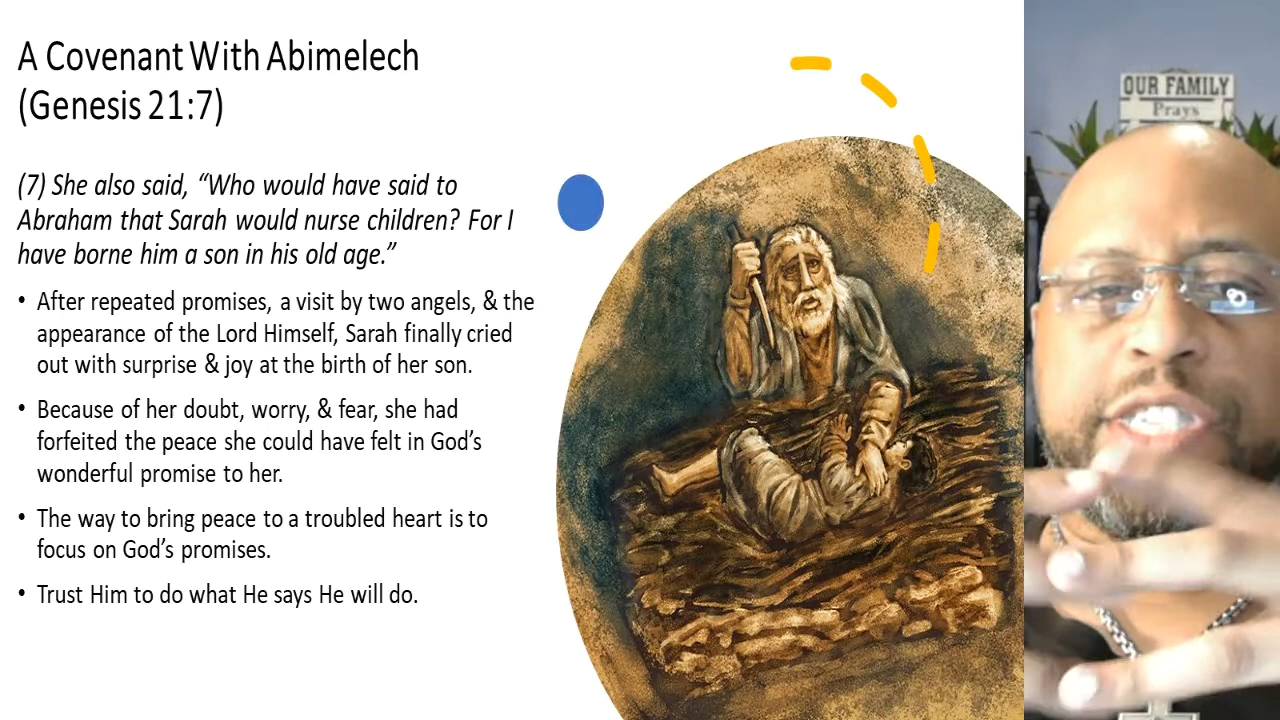 A Covenant With Abimelech
(Genesis 21:7)
(7) She also said, “Who would have said to
Abraham that Sarah would nurse children? For I
have borne him a son in his old age.”
• After repeated promises, a visit by two angels, & the
appearance of the Lord Himself, Sarah finally cried
out with surprise & joy at the birth of her son.
• Because of her doubt, worry, & fear, she had
forfeited the peace she could have felt in God’s
wonderful promise to her.
• The way to bring peace to a troubled heart is to
focus on God’s promises.
• Trust Him to do what He says He will do.
OUR FAMILY
Prays